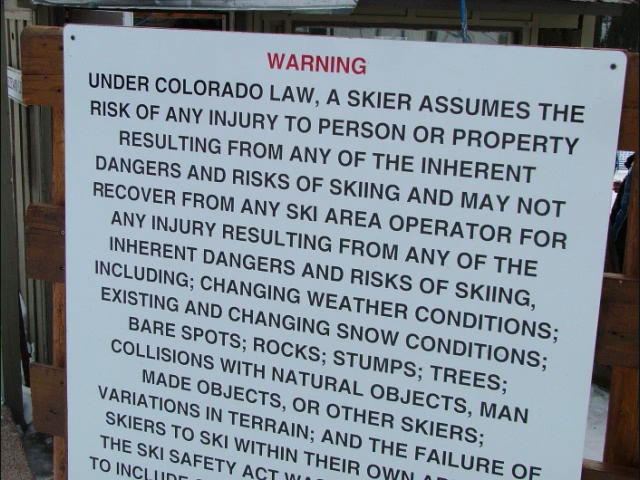 WARNING
UNDER COLORADO LAW, A SKIER ASSUMES THE
RISK OF ANY INJURY TO PERSON OR PROPERTY
RESULTING FROM ANY OF THE INHERENT
DANGERS AND RISKS OF SKIING AND MAY NOT
RECOVER FROM ANY SKI AREA OPERATOR FOR
ANY INJURY RESULTING FROM ANY OF THE
INHERENT DANGERS AND RISKS OF SKIING,
INCLUDING; CHANGING WEATHER CONDITIONS;
EXISTING AND CHANGING SNOW CONDITIONS;
BARE SPOTS; ROCKS; STUMPS; TREES;
COLLISIONS WITH NATURAL OBJECTS, MAN
MADE OBJECTS, OR OTHER SKIERS;
VARIATIONS IN TERRAIN; AND THE FAILURE OF
SKIERS TO SKI WITHIN THEIR OWN
THE SKI SAFETY ACT
TO INCLUDE